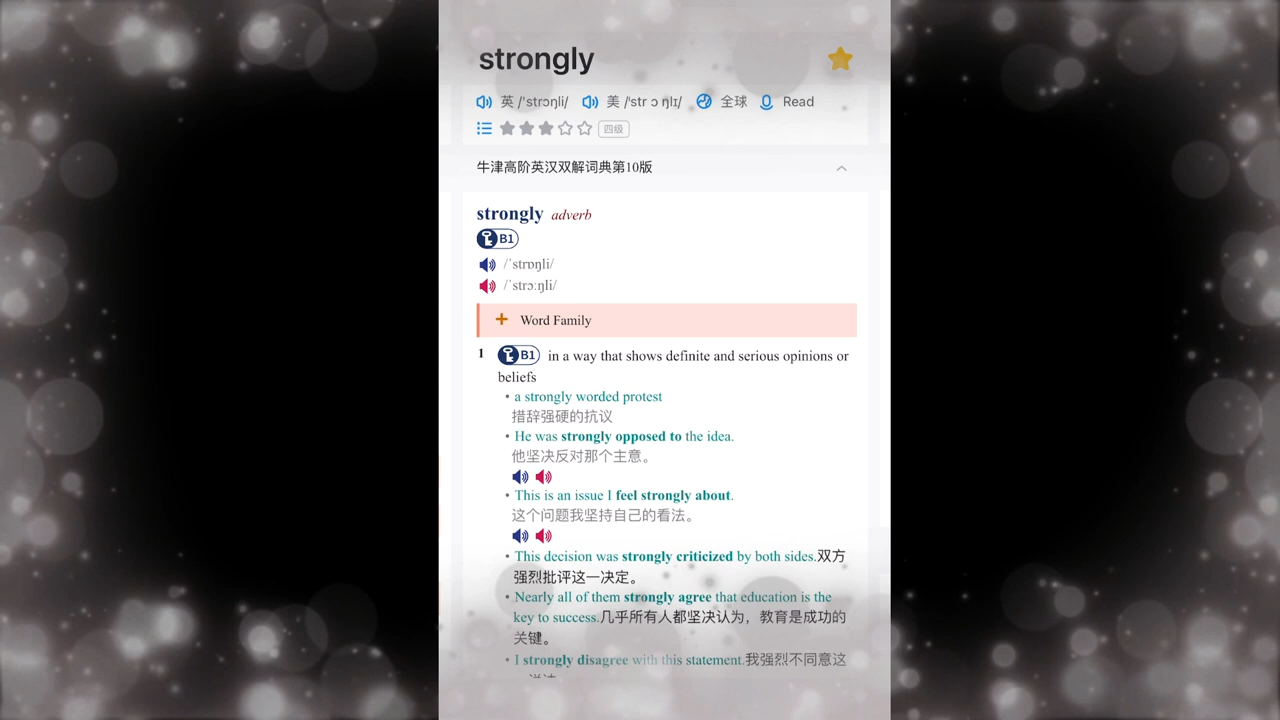 strongly
英 /'strɔŋli/ 美 /'str ɔ ŋlɪ/ 全球 Read
四级
牛津高阶英汉双解词典第10版
strongly adverb
B1
/ˈstrɒŋli/
/ˈstrɔːŋli/
+ Word Family
1 B1 in a way that shows definite and serious opinions or
beliefs
• a strongly worded protest
措辞强硬的抗议
• He was strongly opposed to the idea.
他坚决反对那个主意。
• This is an issue I feel strongly about.
这个问题我坚持自己的看法。
• This decision was strongly criticized by both sides.双方
强烈批评这一决定。
• Nearly all of them strongly agree that education is the
key to success.几乎所有人都坚决认为，教育是成功的
关键。
• I strongly disagree with this statement.我强烈不同意这